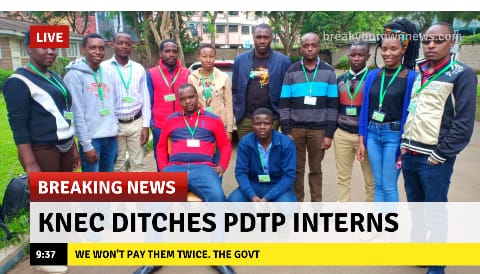 LIVE
breakyourownnews.com
BREAKING NEWS
KNEC DITCHES PDTP INTERNS
9:37 WE WON'T PAY THEM TWICE. THE GOVT